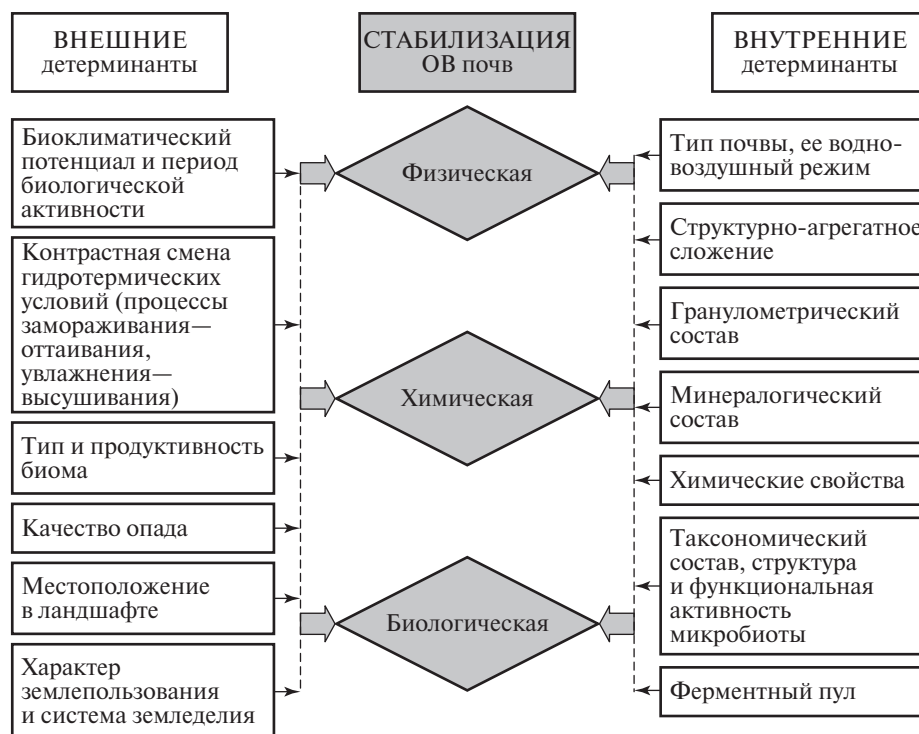 ВНЕШНИЕ
детерминанты
СТАБИЛИЗАЦИЯ
ОВ почв
ВНУТРЕННИЕ
детерминанты
Биоклиматический
потенциал и период
биологической
активности
Контрастная смена
гидротермических
условий (процессы
замораживания—
оттаивания,
увлажнения—
высушивания)
Тип и продуктивность
биома
Качество опада
Местоположение
в ландшафте
Характер
землепользования
и система земледелия
Физическая
Химическая
Биологическая
Тип почвы, ее водно-
воздушный режим
Структурно-агрегатное
сложение
Гранулометрический
состав
Минералогический
состав
Химические свойства
Таксономический
состав, структура
и функциональная
активность
микробиоты
Ферментный пул